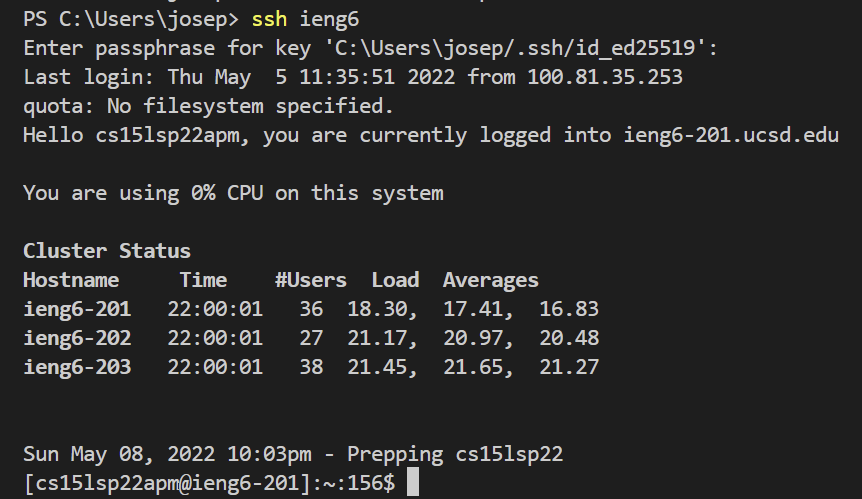 PS C:\Users\josep> ssh ieng6
Enter passphrase for key 'C:\Users\josep/.ssh/id_ed25519':
Last login: Thu May  5 11:35:51 2022 from 100.81.35.253
quota: No filesystem specified.
Hello cs15lsp22apm, you are currently logged into ieng6-201.ucsd.edu
You are using 0% CPU on this system
Cluster Status
Hostname     Time    #Users  Load  Averages
ieng6-201   22:00:01   36  18.30,  17.41,  16.83
ieng6-202   22:00:01   27  21.17,  20.97,  20.48
ieng6-203   22:00:01   38  21.45,  21.65,  21.27
Sun May 08, 2022 10:03pm - Prepping cs15lsp22
[cs15lsp22apm@ieng6-201]:~:156$